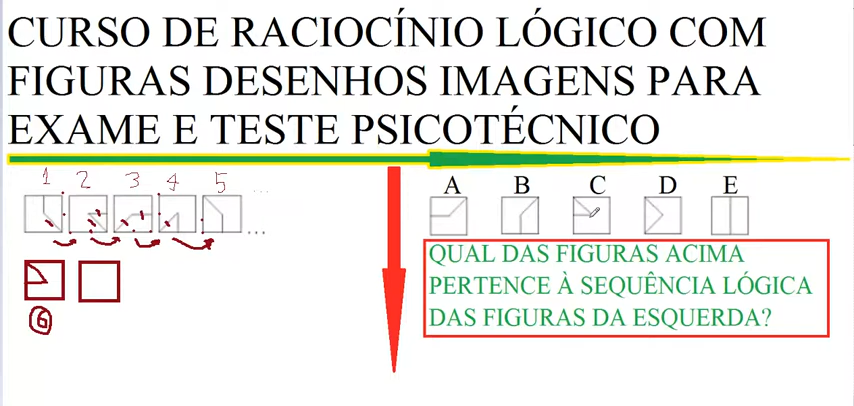 CURSO DE RACIOCÍNIO LÓGICO COM
FIGURAS DESENHOS IMAGENS PARA
EXAME E TESTE PSICOTÉCNICO
1 2 3 4 5 ...
...
6
A B C D E
QUAL DAS FIGURAS ACIMA
PERTENCE À SEQUÊNCIA LÓGICA
DAS FIGURAS DA ESQUERDA?